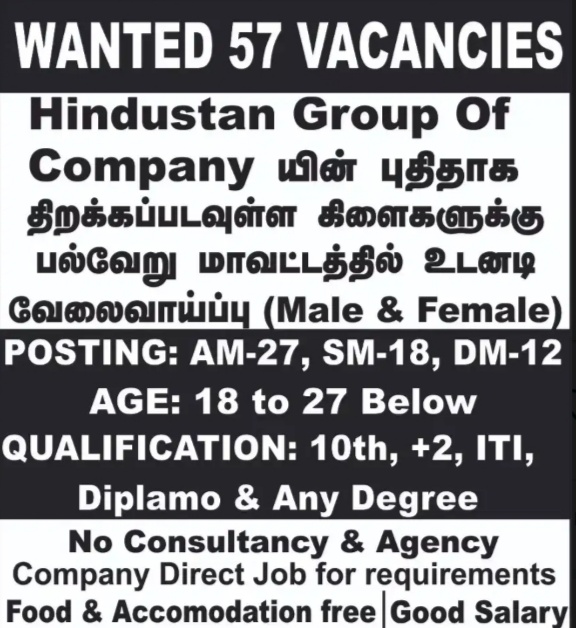 WANTED 57 VACANCIES
Hindustan Group Of
Company யின் புதிதாக
திறக்கப்படவுள்ள கிளைகளுக்கு
பல்வேறு மாவட்டத்தில் உடனடி
வேலைவாய்ப்பு (Male & Female)
POSTING: AM-27, SM-18, DM-12
AGE: 18 to 27 Below
QUALIFICATION: 10th, +2, ITI,
Diplamo & Any Degree
No Consultancy & Agency
Company Direct Job for requirements
Food & Accomodation free|Good Salary